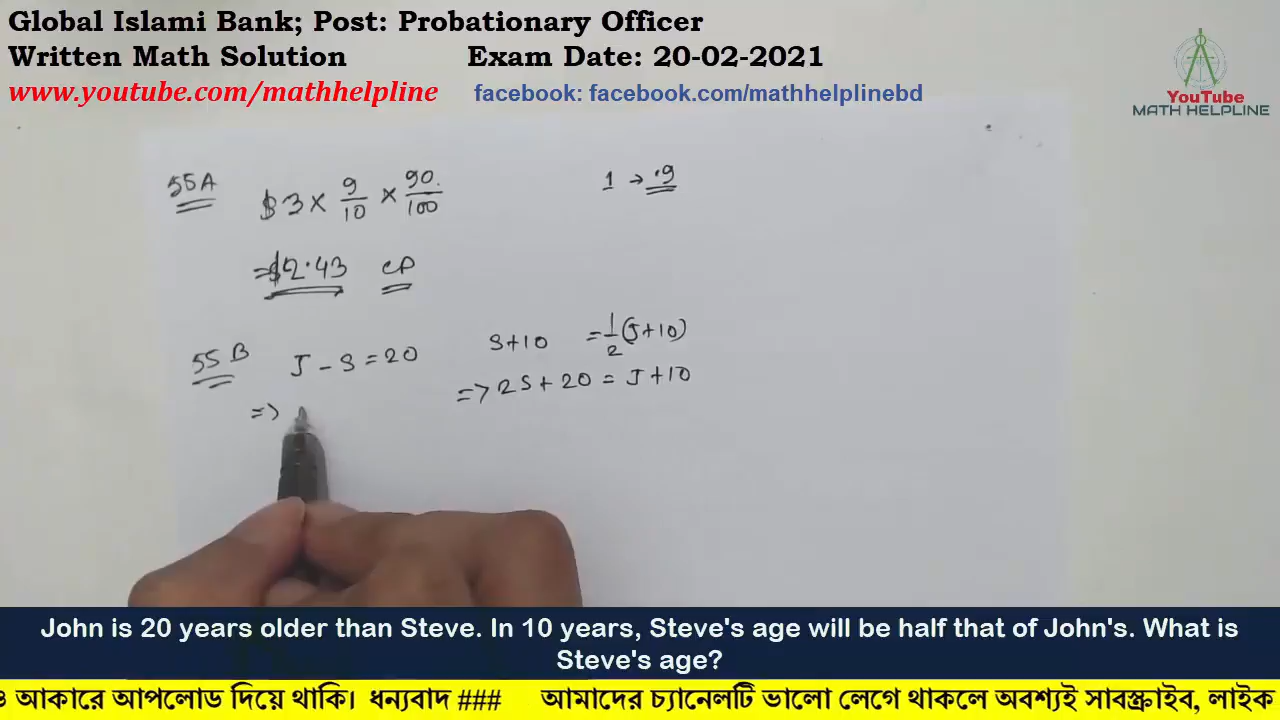 Global Islami Bank; Post: Probationary Officer
Written Math Solution Exam Date: 20-02-2021
www.youtube.com/mathhelpline facebook: facebook.com/mathhelplinebd
YouTube
MATH HELPLINE
55A $3 × 9/10 × 90/100 1 → .9
=$2.43 CP
55 B J - S = 20 S+10 = 1/2 (J+10)
=> => 2S + 20 = J +10
John is 20 years older than Steve. In 10 years, Steve's age will be half that of John's. What is
Steve's age?
ও আকারে আপলোড দিয়ে থাকি। ধন্যবাদ ### আমাদের চ্যানেলটি ভালো লেগে থাকলে অবশ্যই সাবস্ক্রাইব, লাইক